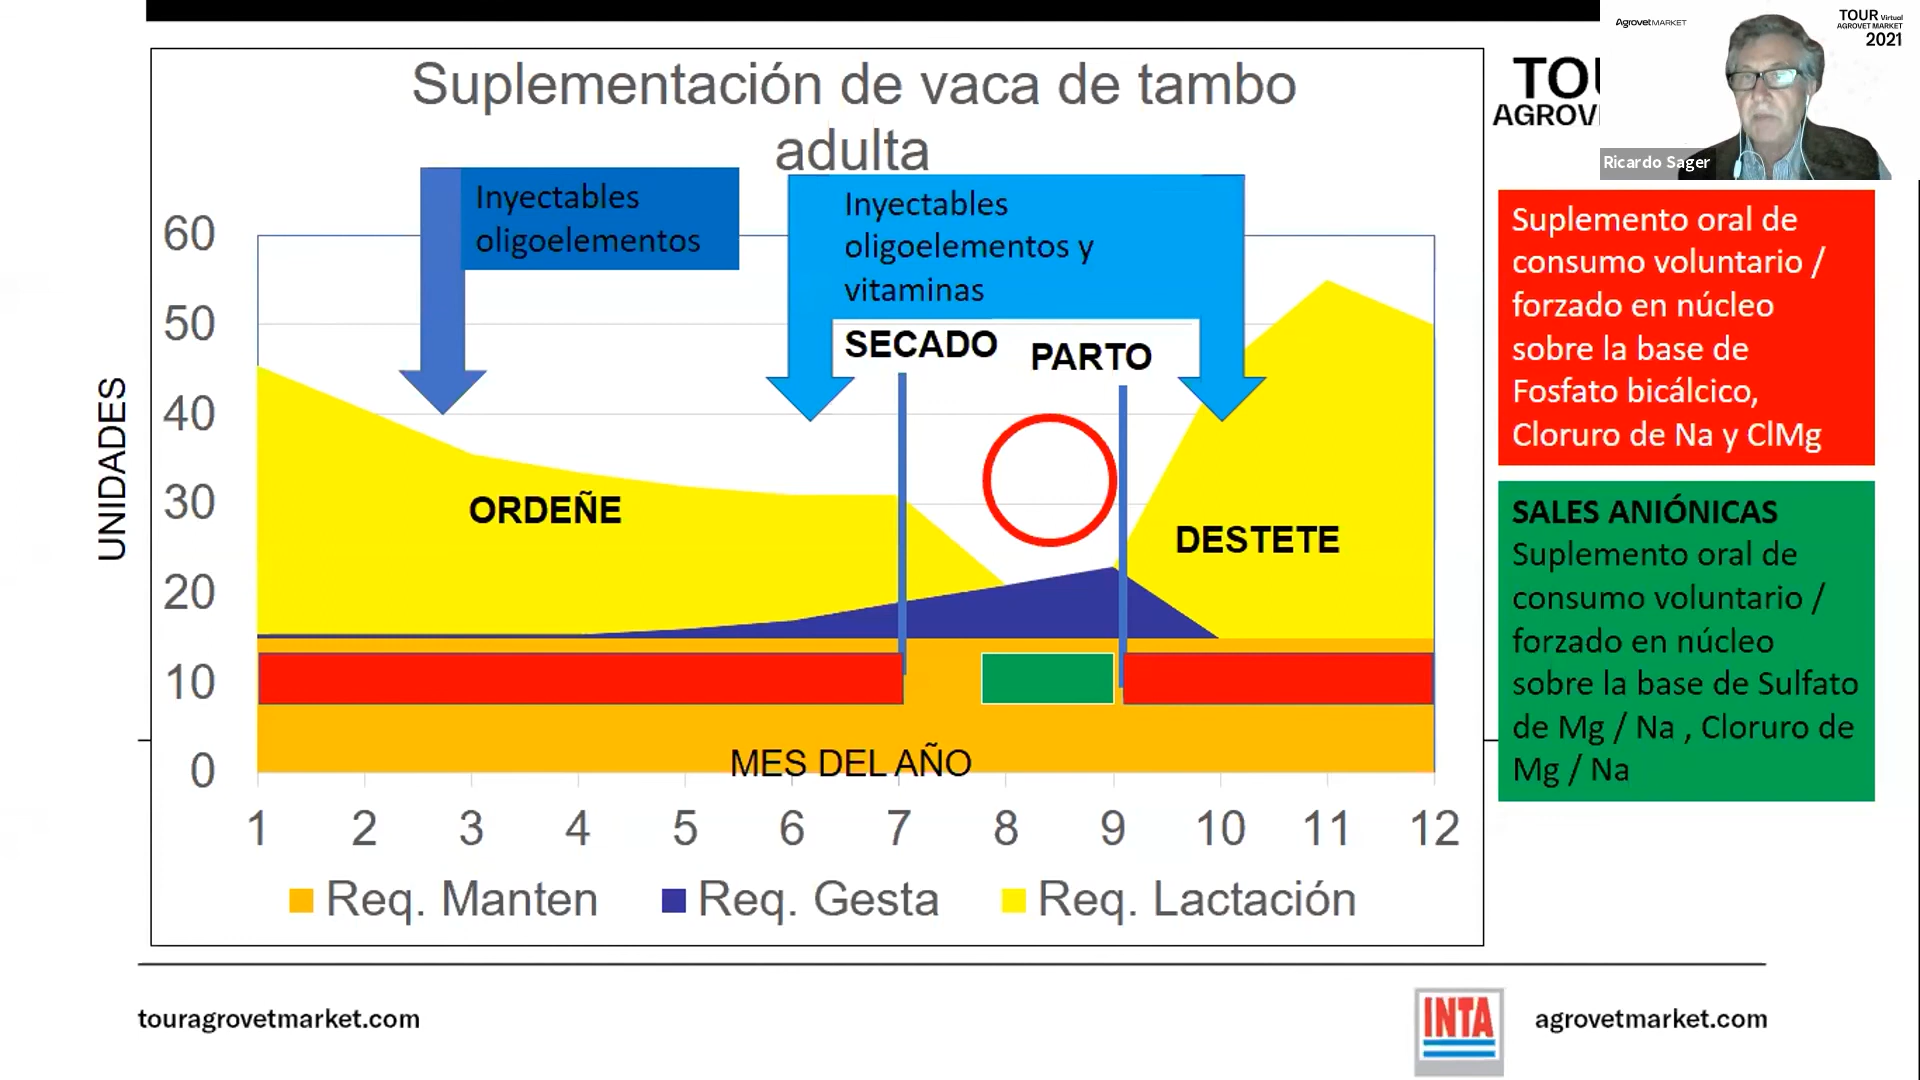 Suplementación de vaca de tambo
adulta
Inyectables
oligoelementos
Inyectables
oligoelementos y
vitaminas
SECADO
PARTO
60
50
40
30
20
10
0
UNIDADES
ORDEÑE
DESTETE
MES DEL AÑO
1 2 3 4 5 6 7 8 9 10 11 12
Req. Manten Req. Gesta Req. Lactación
TOU
AGROV
AgrovetMARKET
TOUR Virtual
AGROVET MARKET
2021
Ricardo Sager
Suplemento oral de
consumo voluntario /
forzado en núcleo
sobre la base de
Fosfato bicálcico,
Cloruro de Na y ClMg
SALES ANIÓNICAS
Suplemento oral de
consumo voluntario /
forzado en núcleo
sobre la base de Sulfato
de Mg / Na , Cloruro de
Mg / Na
touragrovetmarket.com
INTA
agrovetmarket.com